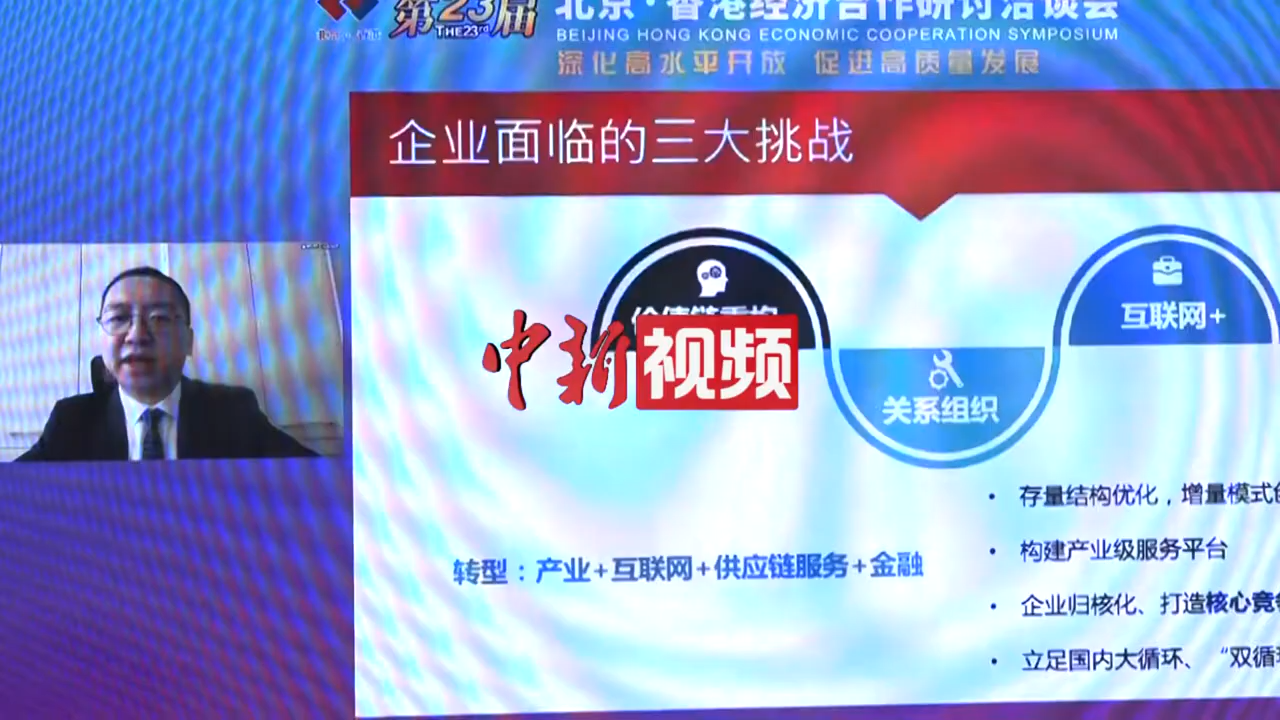 第23届
THE23rd
北京·香港经济合作研讨洽谈会
BEIJING HONG KONG ECONOMIC COOPERATION SYMPOSIUM
深化高水平开放 促进高质量发展
企业面临的三大挑战
互联网+
中新视频
关系组织
存量结构优化，增量模式
转型：产业+互联网+供应链服务+金融
构建产业级服务平台
企业归核化、打造核心竞
立足国内大循环、“双循